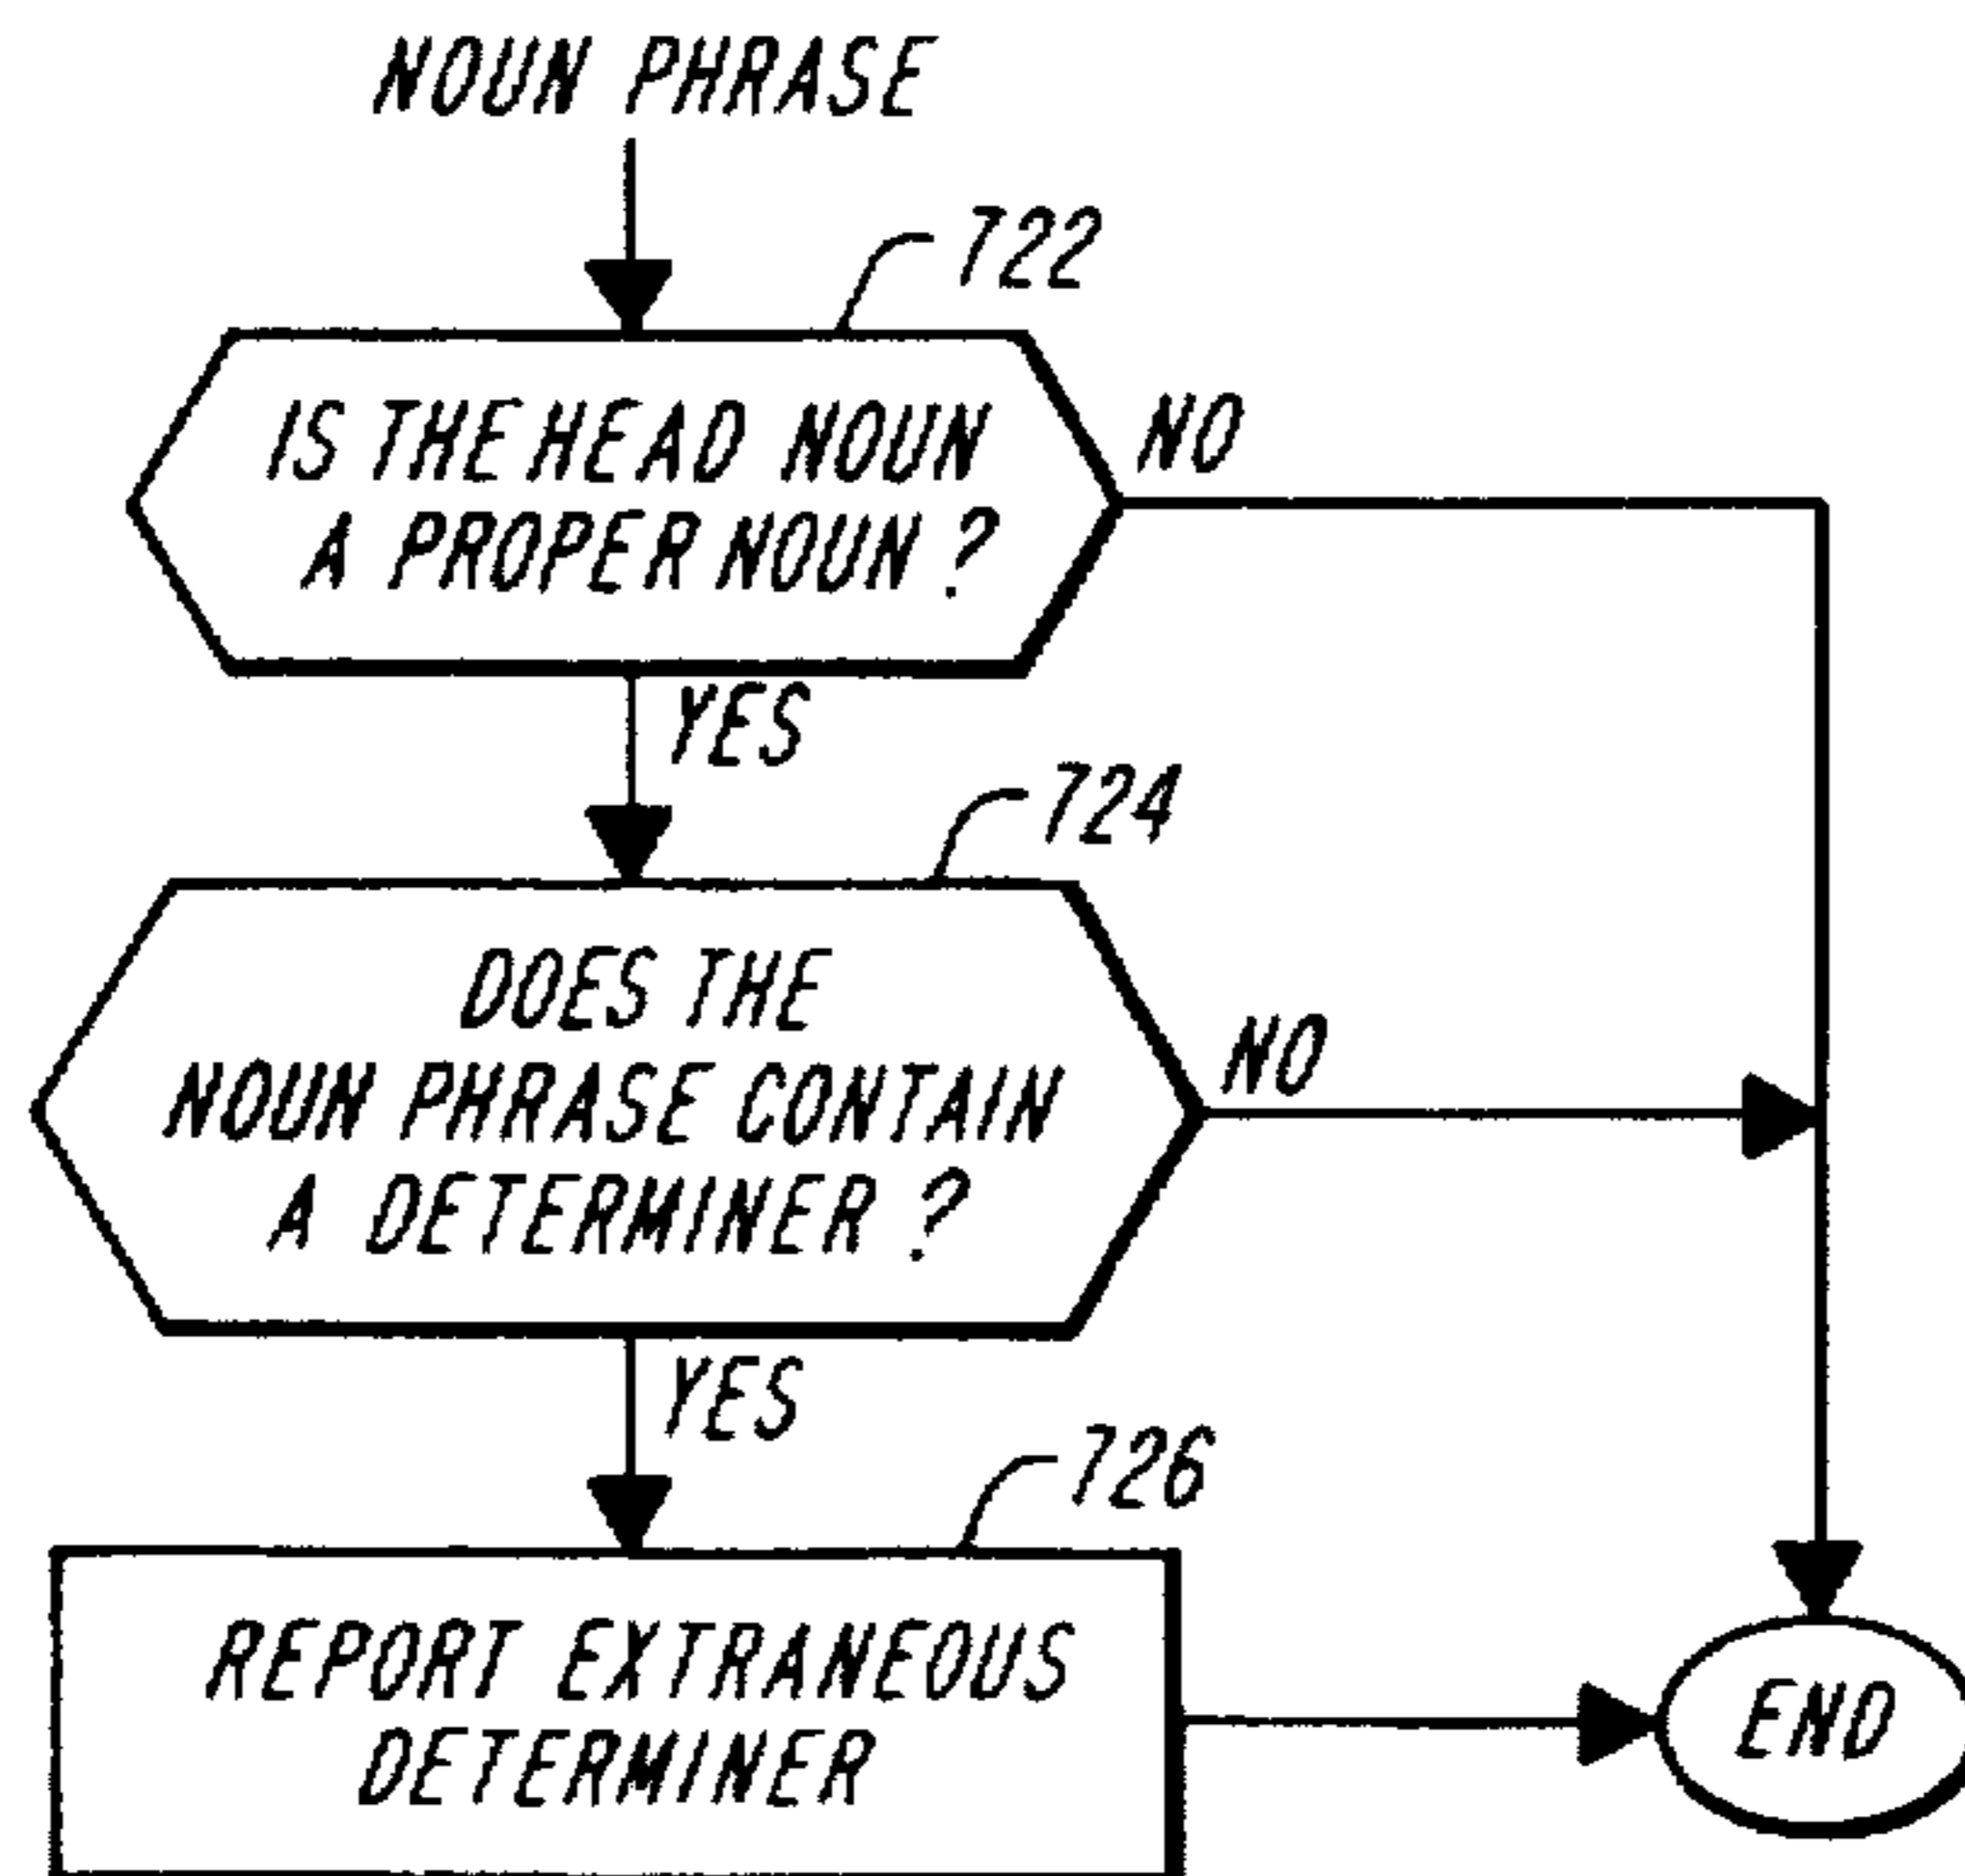 NOUN PHRASE
722
IS THE HEAD NOUN
A PROPER NOUN ?
NO
YES
724
DOES THE
NOUN PHRASE CONTAIN
A DETERMINER ?
NO
YES
726
REPORT EXTRANEOUS
DETERMINER
END